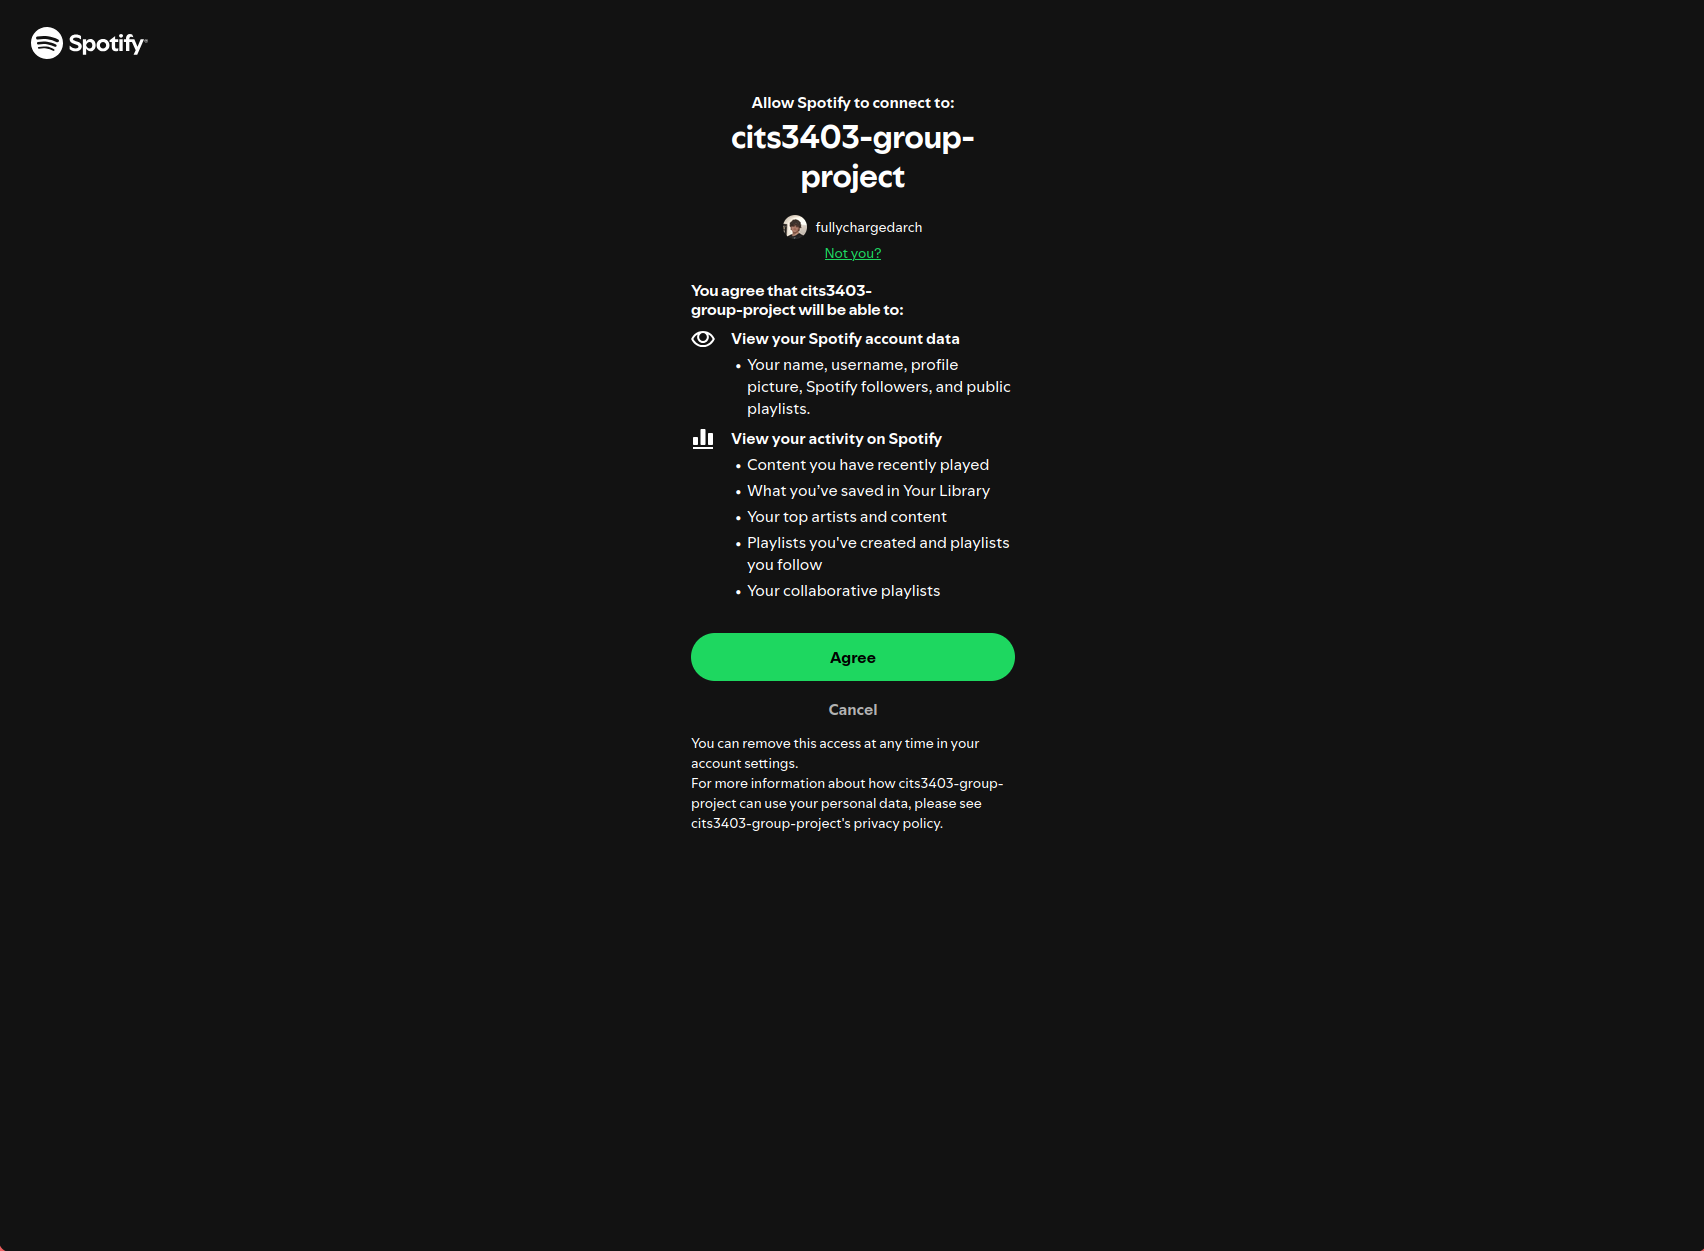 Spotify
Allow Spotify to connect to:
cits3403-group-
project
fullychargedarch
Not you?
You agree that cits3403-
group-project will be able to:
View your Spotify account data
• Your name, username, profile
picture, Spotify followers, and public
playlists.
View your activity on Spotify
• Content you have recently played
• What you’ve saved in Your Library
• Your top artists and content
• Playlists you've created and playlists
you follow
• Your collaborative playlists
Agree
Cancel
You can remove this access at any time in your
account settings.
For more information about how cits3403-group-
project can use your personal data, please see
cits3403-group-project's privacy policy.